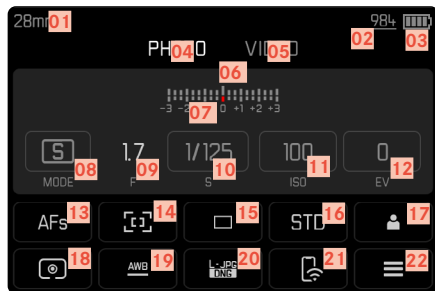 28mm 01 984
02 03
PHOTO 04 VIDEO 05
06
-3 -2 07 0 +1 +2 +3
S 1.7 1/125 100 0
08 09 10 11 12
MODE F S ISO EV
AFs 13 14 15 STD 16 17
18 AWB 19 L-JPG 20 21 22
DNG